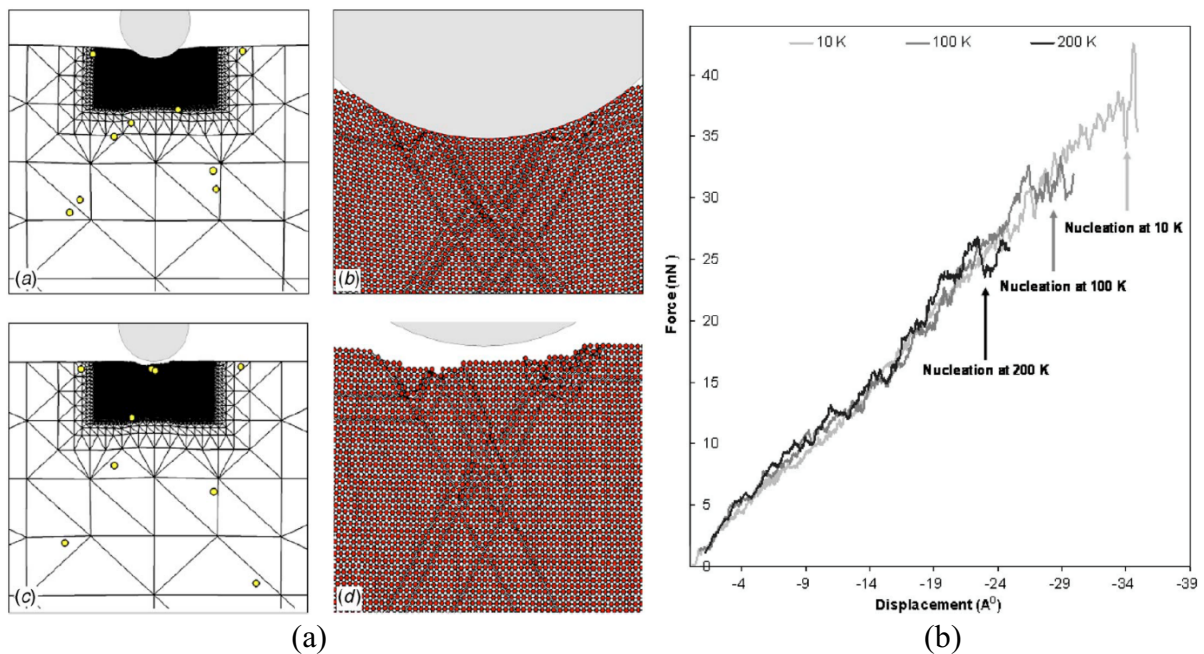 (a)
(b)
(c)
(d)
(a)
10 K
100 K
200 K
Force (nN)
40
35
30
25
20
15
10
5
0
Nucleation at 10 K
Nucleation at 100 K
Nucleation at 200 K
-4 -9 -14 -19 -24 -29 -34 -39
Displacement (A⁰)
(b)